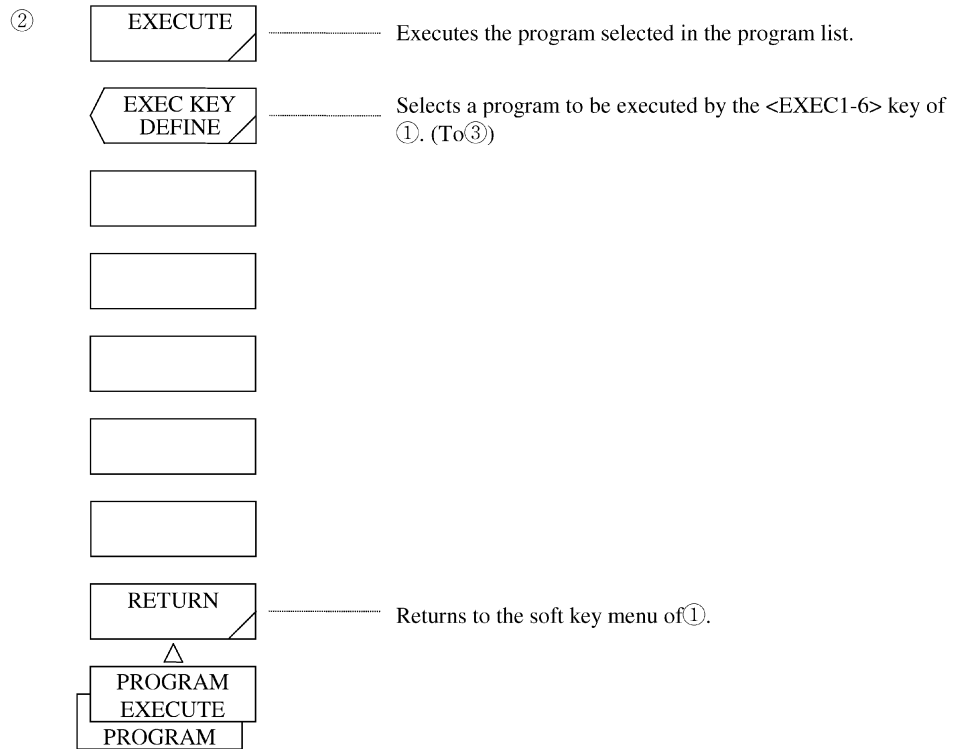 ②
EXECUTE
Executes the program selected in the program list.
EXEC KEY
DEFINE
Selects a program to be executed by the <EXEC1-6> key of
①. (To③)
RETURN
Returns to the soft key menu of①.
PROGRAM
EXECUTE
PROGRAM